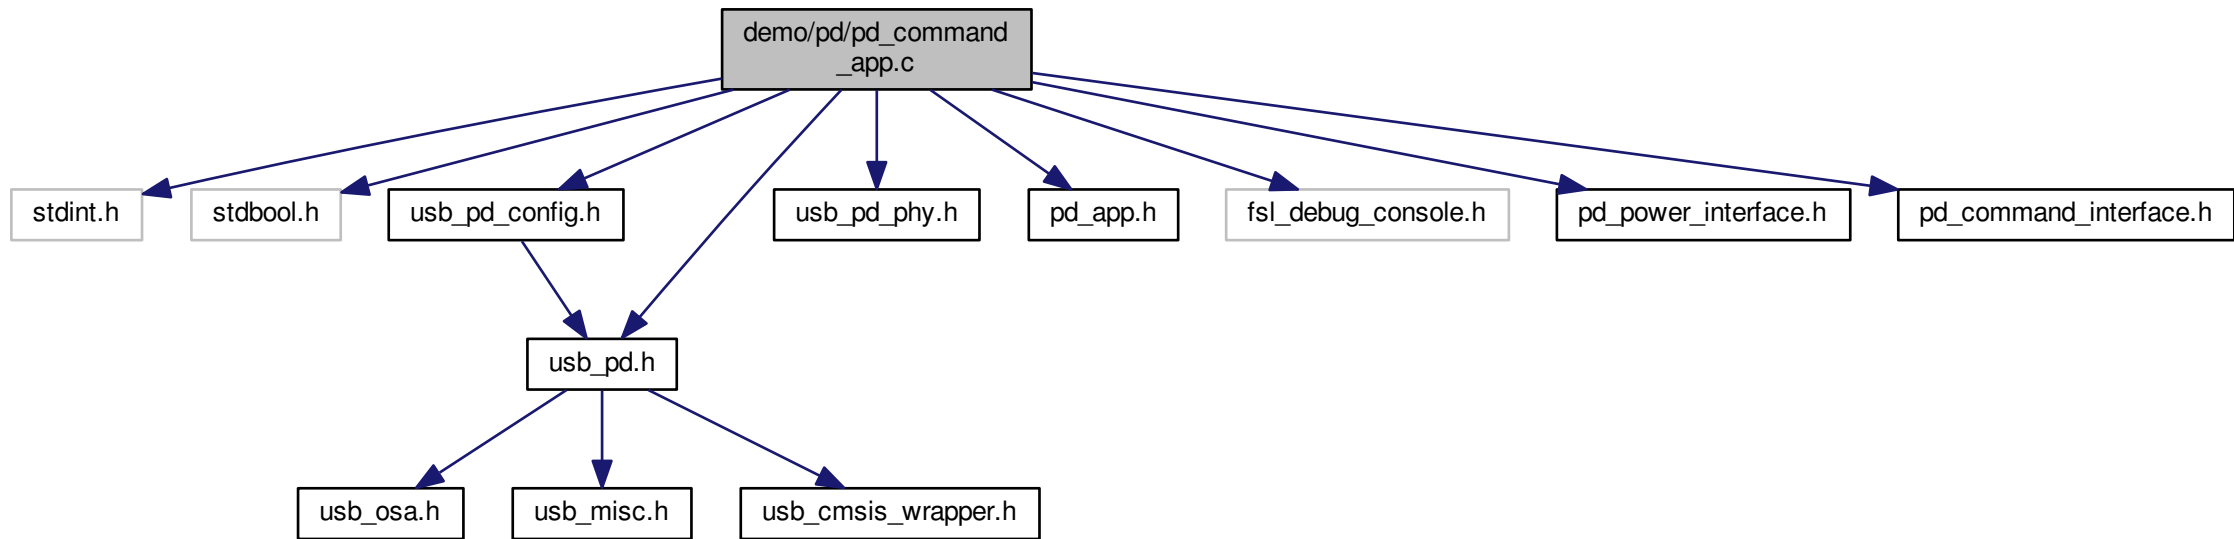 demo/pd/pd_command
_app.c
stdint.h
stdbool.h
usb_pd_config.h
usb_pd_phy.h
pd_app.h
fsl_debug_console.h
pd_power_interface.h
pd_command_interface.h
usb_pd.h
usb_osa.h
usb_misc.h
usb_cmsis_wrapper.h